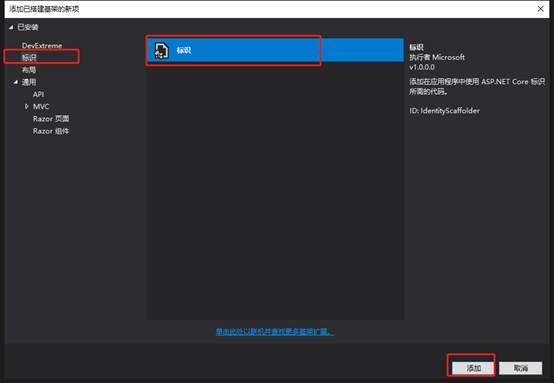 添加已搭建基架的新项
已安装
DevExtreme
标识
布局
通用
API
MVC
Razor 页面
Razor 组件
标识
标识
执行者 Microsoft
v1.0.0.0
添加在应用程序中使用 ASP.NET Core 标识
所需的代码。
ID: IdentityScaffolder
单击此处以联机并查找更多基架扩展。
添加
取消